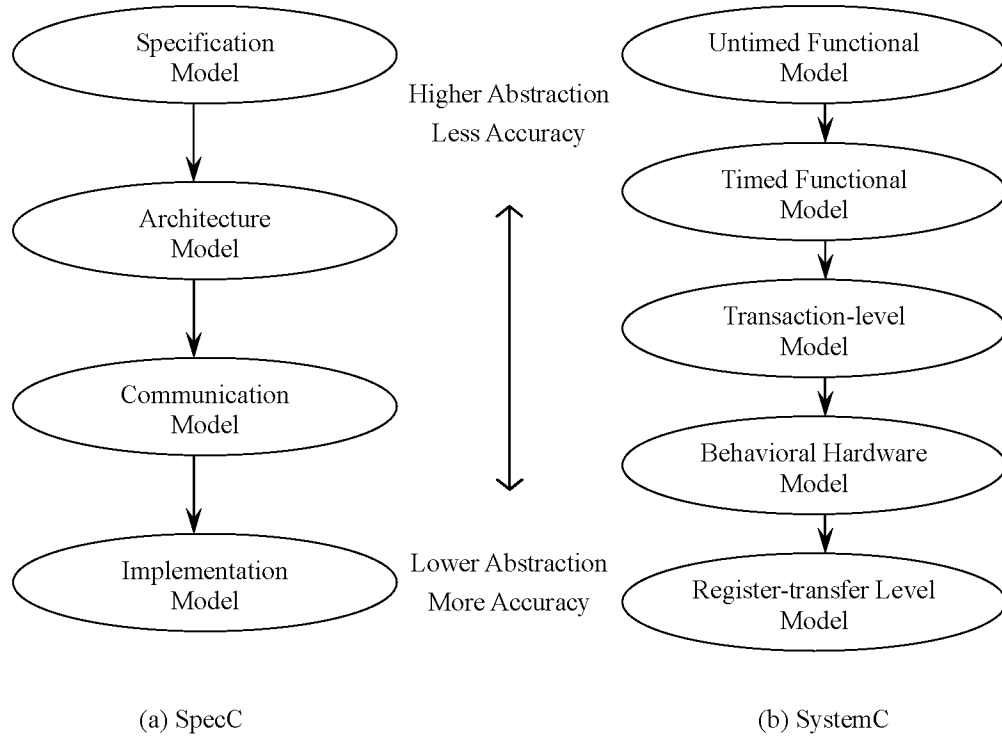 Specification
Model
Architecture
Model
Communication
Model
Implementation
Model
(a) SpecC
Higher Abstraction
Less Accuracy
Lower Abstraction
More Accuracy
Untimed Functional
Model
Timed Functional
Model
Transaction-level
Model
Behavioral Hardware
Model
Register-transfer Level
Model
(b) SystemC